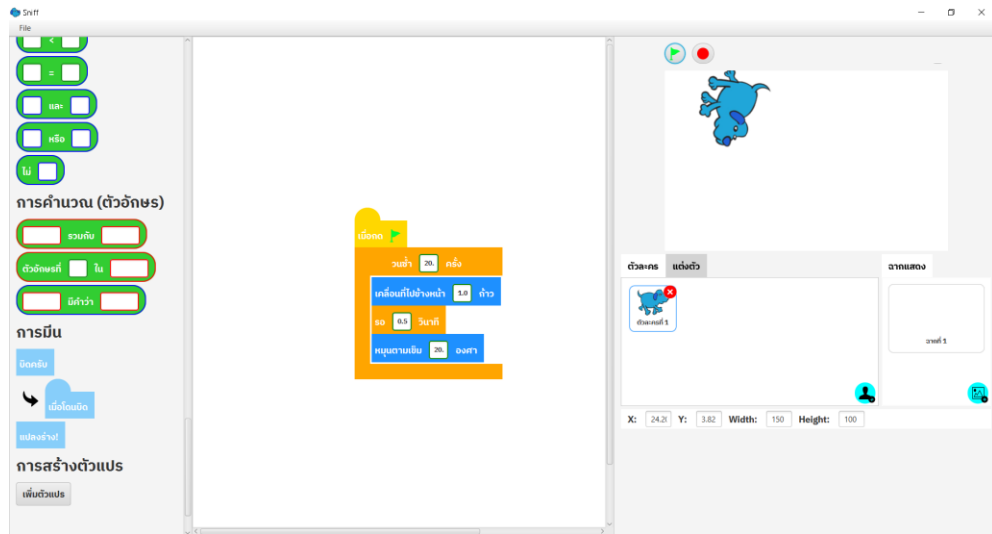 Sniff
File
<
=
และ
หรือ
ไม่
การคำนวณ (ตัวอักษร)
รวมกับ
ตัวอักษรที่ ใน
มีคำว่า
การมึน
บิดครับ
เมื่อโดนบิด
แปลงร่าง!
การสร้างตัวแปร
เพิ่มตัวแปร
เมื่อกด
วนซ้ำ 20. ครั้ง
เคลื่อนที่ไปข้างหน้า 1.0 ก้าว
รอ 0.5 วินาที
หมุนตามเข็ม 20. องศา
ตัวละคร แต่งตัว
ตัวละครที่ 1
ฉากแสดง
ฉากที่ 1
X: 24.2 Y: 3.82 Width: 150 Height: 100